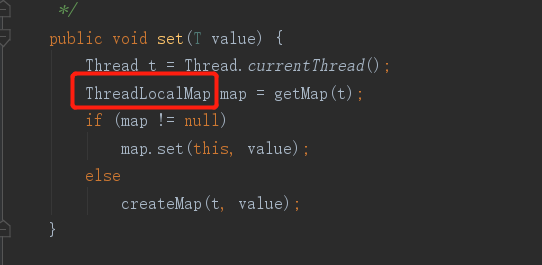 */
public void set(T value) {
Thread t = Thread.currentThread();
ThreadLocalMap map = getMap(t);
if (map != null)
map.set(this, value);
else
createMap(t, value);
}